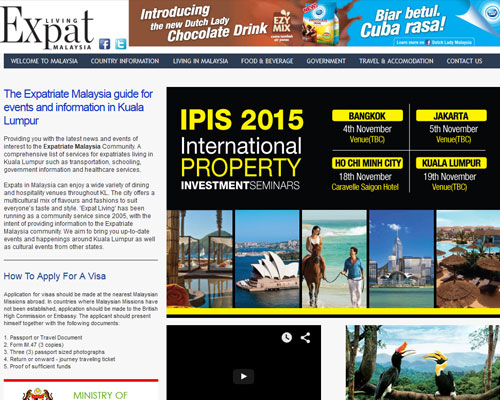 LIVING
Expat
MALAYSIA
Introducing
the new Dutch Lady
Chocolate Drink
EZY
MIX
Biar betul.
Cuba rasa!
Learn more on Dutch Lady Malaysia
WELCOME TO MALAYSIA COUNTRY INFORMATION LIVING IN MALAYSIA FOOD & BEVERAGE GOVERNMENT TRAVEL & ACCOMODATION CONTACT US
The Expatriate Malaysia guide for
events and information in Kuala
Lumpur
Providing you with the latest news and events of
interest to the Expatriate Malaysia Community. A
comprehensive list of services for expatriates living in
Kuala Lumpur such as transportation, schooling,
government information and healthcare services.
Expats in Malaysia can enjoy a wide variety of dining
and hospitality venues throughout KL. The city offers a
multicultural mix of flavours and fashions to suit
everyone's taste and style. 'Expat Living' has been
running as a community service since 2005, with the
intent of providing information to the Expatriate
Malaysia community. We aim to bring you up-to-date
events and happenings around Kuala Lumpur as well
as cultural events from other states.
How To Apply For A Visa
Application for visas should be made at the nearest Malaysian
Missions abroad. In countries where Malaysian Missions have
not been established, application should be made to the British
High Commission or Embassy. The applicant should present
himself together with the following documents:
1. Passport or Travel Document
2. Form IM.47 (3 copies)
3. Three (3) passport sized photographs
4. Return or onward - journey traveling ticket
5. Proof of sufficient funds
MINISTRY OF
IPIS 2015
International
PROPERTY
INVESTMENTSEMINARS
BANGKOK
4th November
Venue(TBC)
JAKARTA
5th November
Venue(TBC)
HO CHI MINH CITY
18th November
Caravelle Saigon Hotel
KUALA LUMPUR
19th November
Venue(TBC)